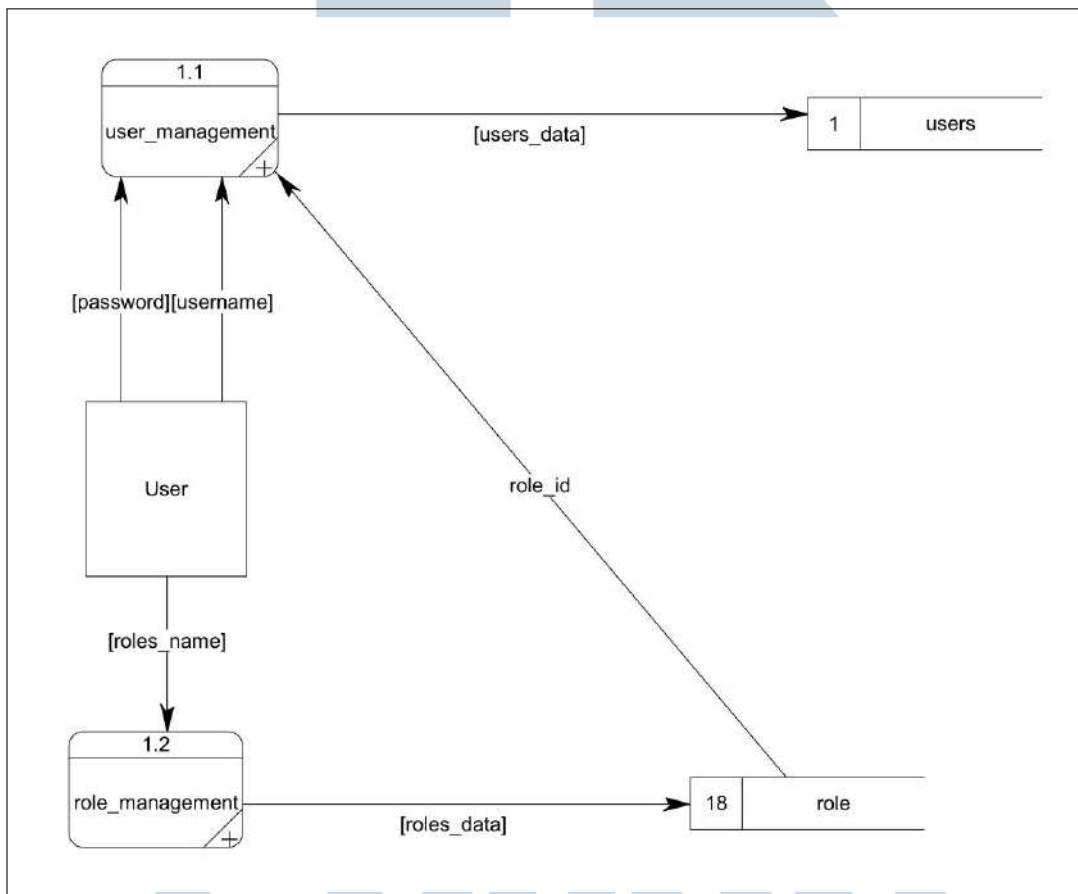 1.1
user_management
[users_data]
1
users
[password][username]
User
role_id
[roles_name]
1.2
role_management
[roles_data]
18
role